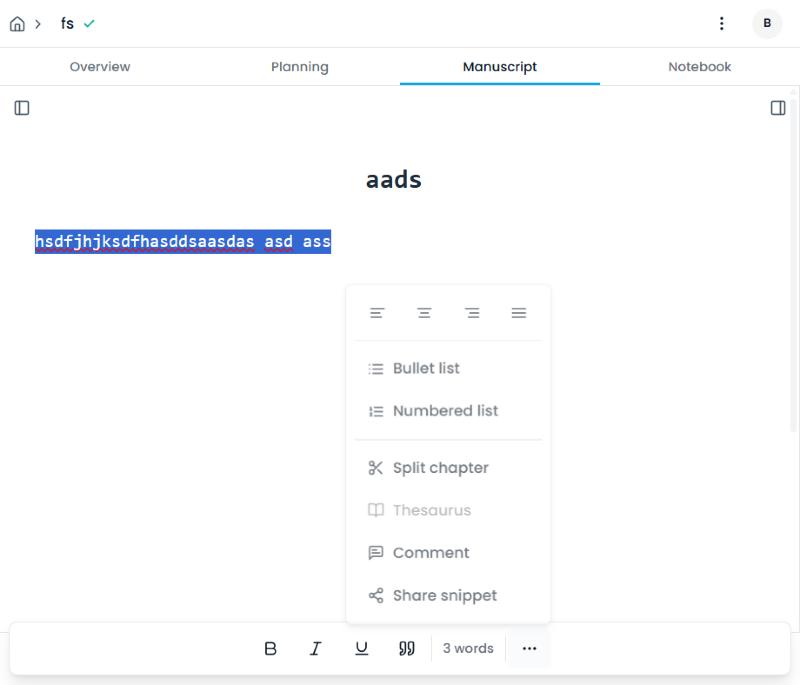 fs
B
Overview
Planning
Manuscript
Notebook
aads
hsdfjhjksdfhasddsaasdas asd ass
Bullet list
Numbered list
Split chapter
Thesaurus
Comment
Share snippet
B I U 3 words